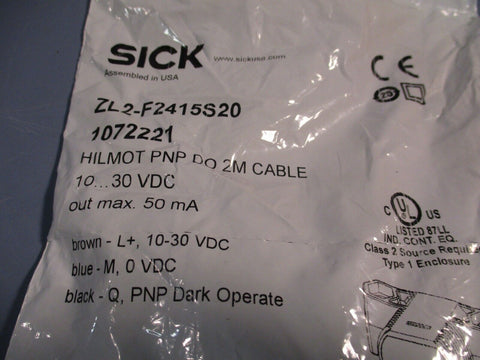 SICK
www.sickusa.com
Assembled in USA
CE
ZL2-F2415S20
1072221
HILMOT PNP DO 2M CABLE
10...30 VDC
out max. 50 mA
C UL US
LISTED 87LL
IND. CONT. EQ.
Class 2 Source Require
Type 1 Enclosure
brown - L+, 10-30 VDC
blue - M, 0 VDC
black - Q, PNP Dark Operate